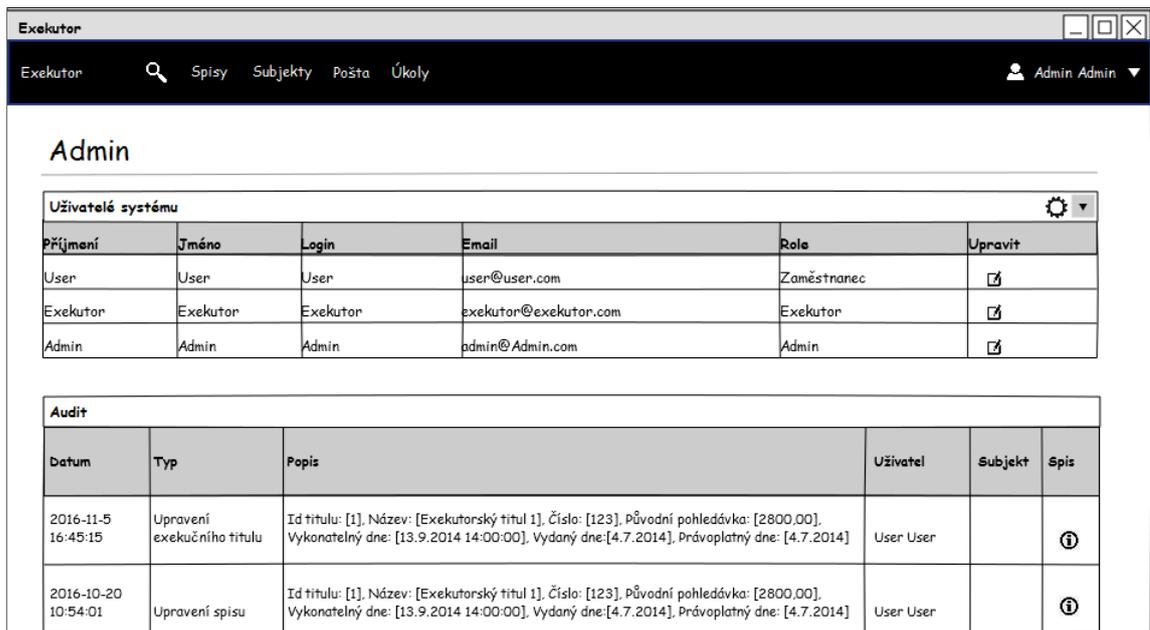 Exekutor
Exekutor Spisy Subjekty Pošta Úkoly Admin Admin
Admin
Uživatelé systému
Příjmení Jméno Login Email Role Upravit
User User User user@user.com Zaměstnanec
Exekutor Exekutor Exekutor exekutor@exekutor.com Exekutor
Admin Admin Admin admin@Admin.com Admin
Audit
Datum Typ Popis Uživatel Subjekt Spis
2016-11-5 Upravení Id titulu: [1], Název: [Exekutorský titul 1], Číslo: [123], Původní pohledávka: [2800,00],
16:45:15 exekučního titulu Vykonatelný dne: [13.9.2014 14:00:00], Vydaný dne:[4.7.2014], Právoplatný dne: [4.7.2014] User User
2016-10-20 Id titulu: [1], Název: [Exekutorský titul 1], Číslo: [123], Původní pohledávka: [2800,00],
10:54:01 Upravení spisu Vykonatelný dne: [13.9.2014 14:00:00], Vydaný dne:[4.7.2014], Právoplatný dne: [4.7.2014] User User